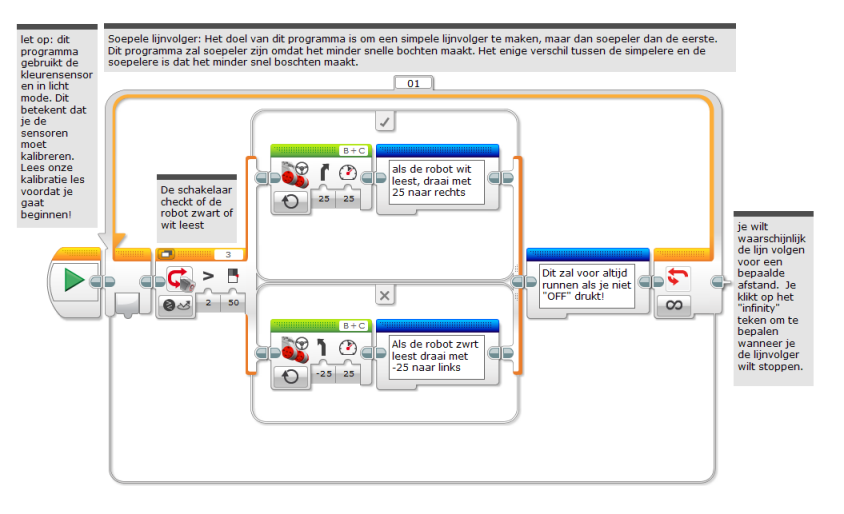 let op: dit
programma
gebruikt de
kleurensensor
en in licht
mode. Dit
betekent dat
je de
sensoren
moet
kalibreren.
Lees onze
kalibratie les
voordat je
gaat
beginnen!
Soepele lijnvolger: Het doel van dit programma is om een simpele lijnvolger te maken, maar dan soepeler dan de eerste.
Dit programma zal soepeler zijn omdat het minder snelle bochten maakt. Het enige verschil tussen de simpelere en de
soepelere is dat het minder snel boschten maakt.
01
B+C
25 25
als de robot wit
leest, draai met
25 naar rechts
De schakelaar
checkt of de
robot zwart of
wit leest
3
>
2 50
B+C
-25 25
Als de robot zwrt
leest draai met
-25 naar links
Dit zal voor altijd
runnen als je niet
"OFF" drukt!
∞
je wilt
waarschijnlijk
de lijn volgen
voor een
bepaalde
afstand. Je
klikt op het
"infinity"
teken om te
bepalen
wanneer je
de lijnvolger
wilt stoppen.